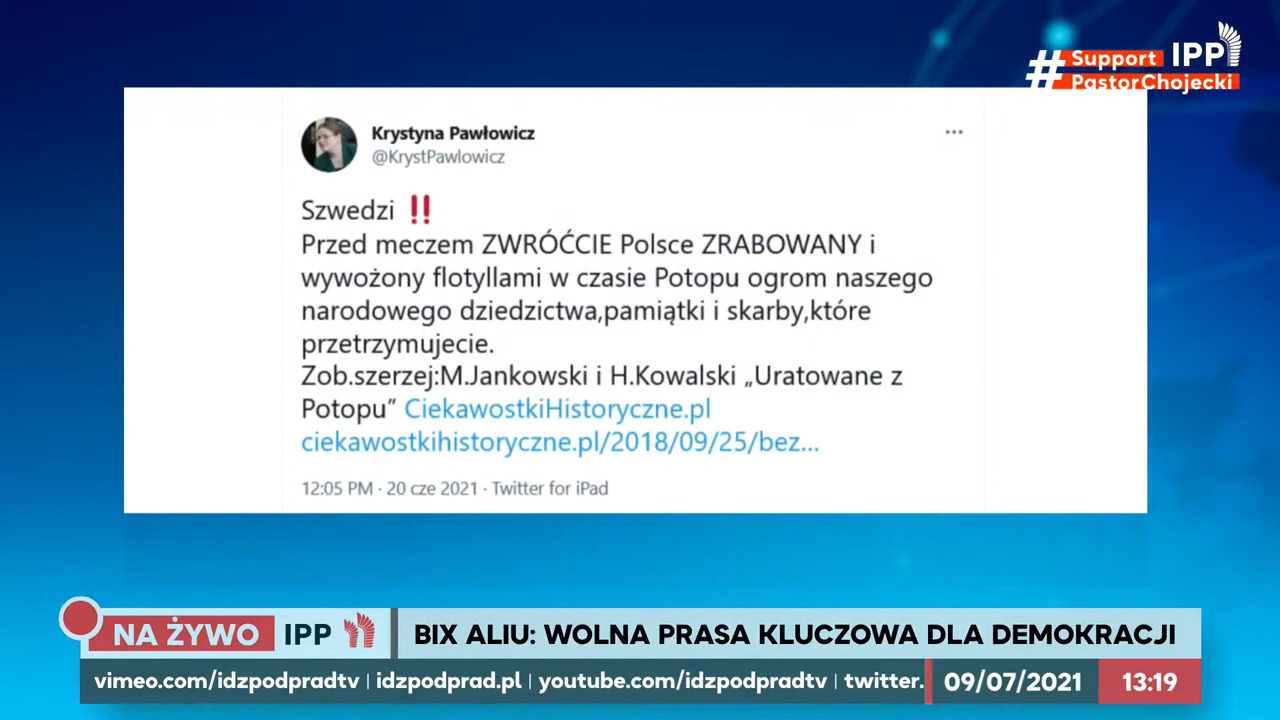 #Support IPP
PastorChojecki
Krystyna Pawłowicz
@KrystPawlowicz
Szwedzi ‼
Przed meczem ZWRÓĆCIE Polsce ZRABOWANY i
wywożony flotyllami w czasie Potopu ogrom naszego
narodowego dziedzictwa,pamiątki i skarby,które
przetrzymujecie.
Zob.szerzej:M.Jankowski i H.Kowalski „Uratowane z
Potopu” CiekawostkiHistoryczne.pl
ciekawostkihistoryczne.pl/2018/09/25/bez...
12:05 PM · 20 cze 2021 · Twitter for iPad
NA ŻYWO IPP BIX ALIU: WOLNA PRASA KLUCZOWA DLA DEMOKRACJI
vimeo.com/idzpodpradtv | idzpodprad.pl | youtube.com/idzpodpradtv | twitter. 09/07/2021 13:19